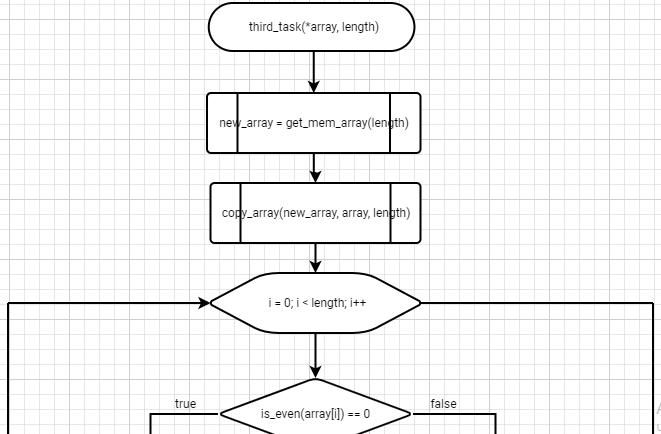 third_task(*array, length)
new_array = get_mem_array(length)
copy_array(new_array, array, length)
i = 0; i < length; i++
true
false
is_even(array[i]) == 0